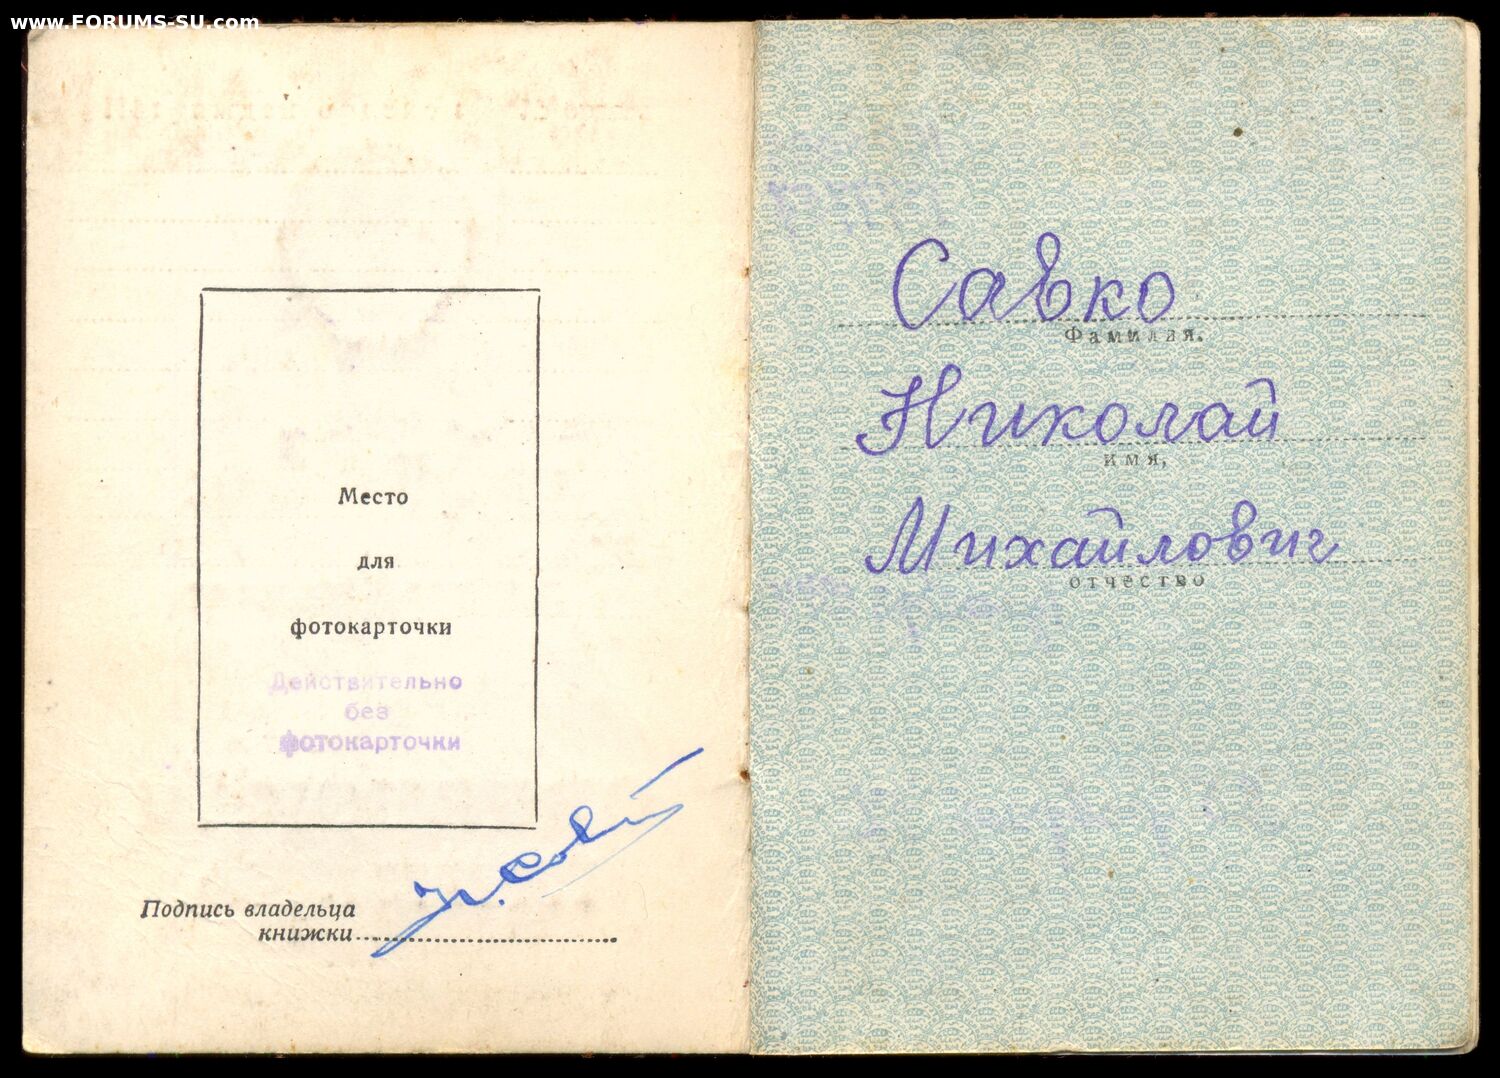 www.FORUMS-SU.com
Место
для
фотокарточки
Действительно
без
фотокарточки
Подпись владельца
книжки
Савко
Фамилия.
Николай
имя,
Михайлович
отчество